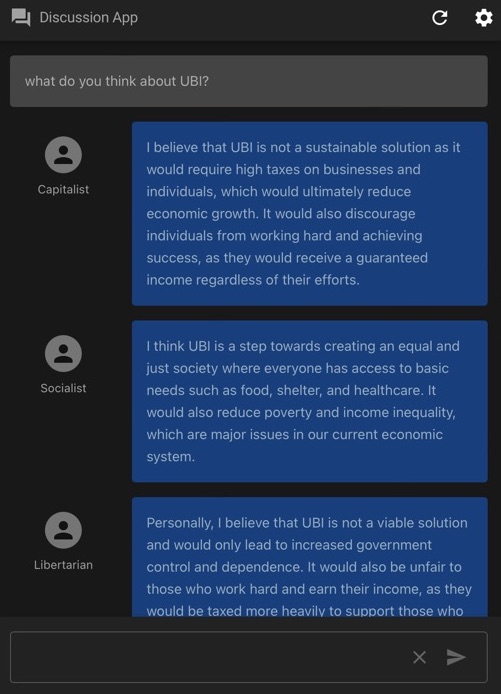 Discussion App
what do you think about UBI?
Capitalist
I believe that UBI is not a sustainable solution as it
would require high taxes on businesses and
individuals, which would ultimately reduce
economic growth. It would also discourage
individuals from working hard and achieving
success, as they would receive a guaranteed
income regardless of their efforts.
Socialist
I think UBI is a step towards creating an equal and
just society where everyone has access to basic
needs such as food, shelter, and healthcare. It
would also reduce poverty and income inequality,
which are major issues in our current economic
system.
Libertarian
Personally, I believe that UBI is not a viable solution
and would only lead to increased government
control and dependence. It would also be unfair to
those who work hard and earn their income, as they
would be taxed more heavily to support those who